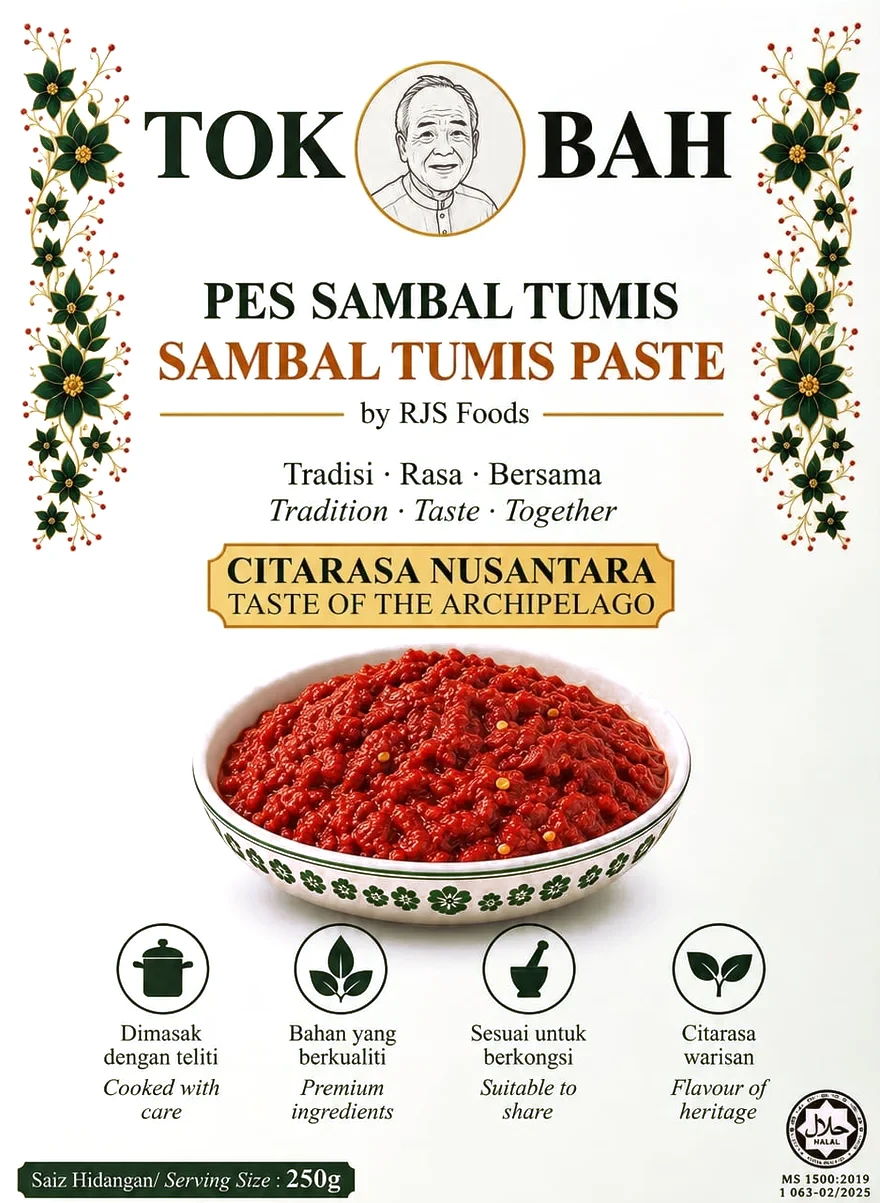 TOK BAH
PES SAMBAL TUMIS
SAMBAL TUMIS PASTE
by RJS Foods
Tradisi · Rasa · Bersama
Tradition · Taste · Together
CITARASA NUSANTARA
TASTE OF THE ARCHIPELAGO
Dimasak
dengan teliti
Cooked with
care
Bahan yang
berkualiti
Premium
ingredients
Sesuai untuk
berkongsi
Suitable to
share
Citarasa
warisan
Flavour of
heritage
حلال
HALAL
MS 1500:2019
1 063-02/2025
Saiz Hidangan/ Serving Size : 250g